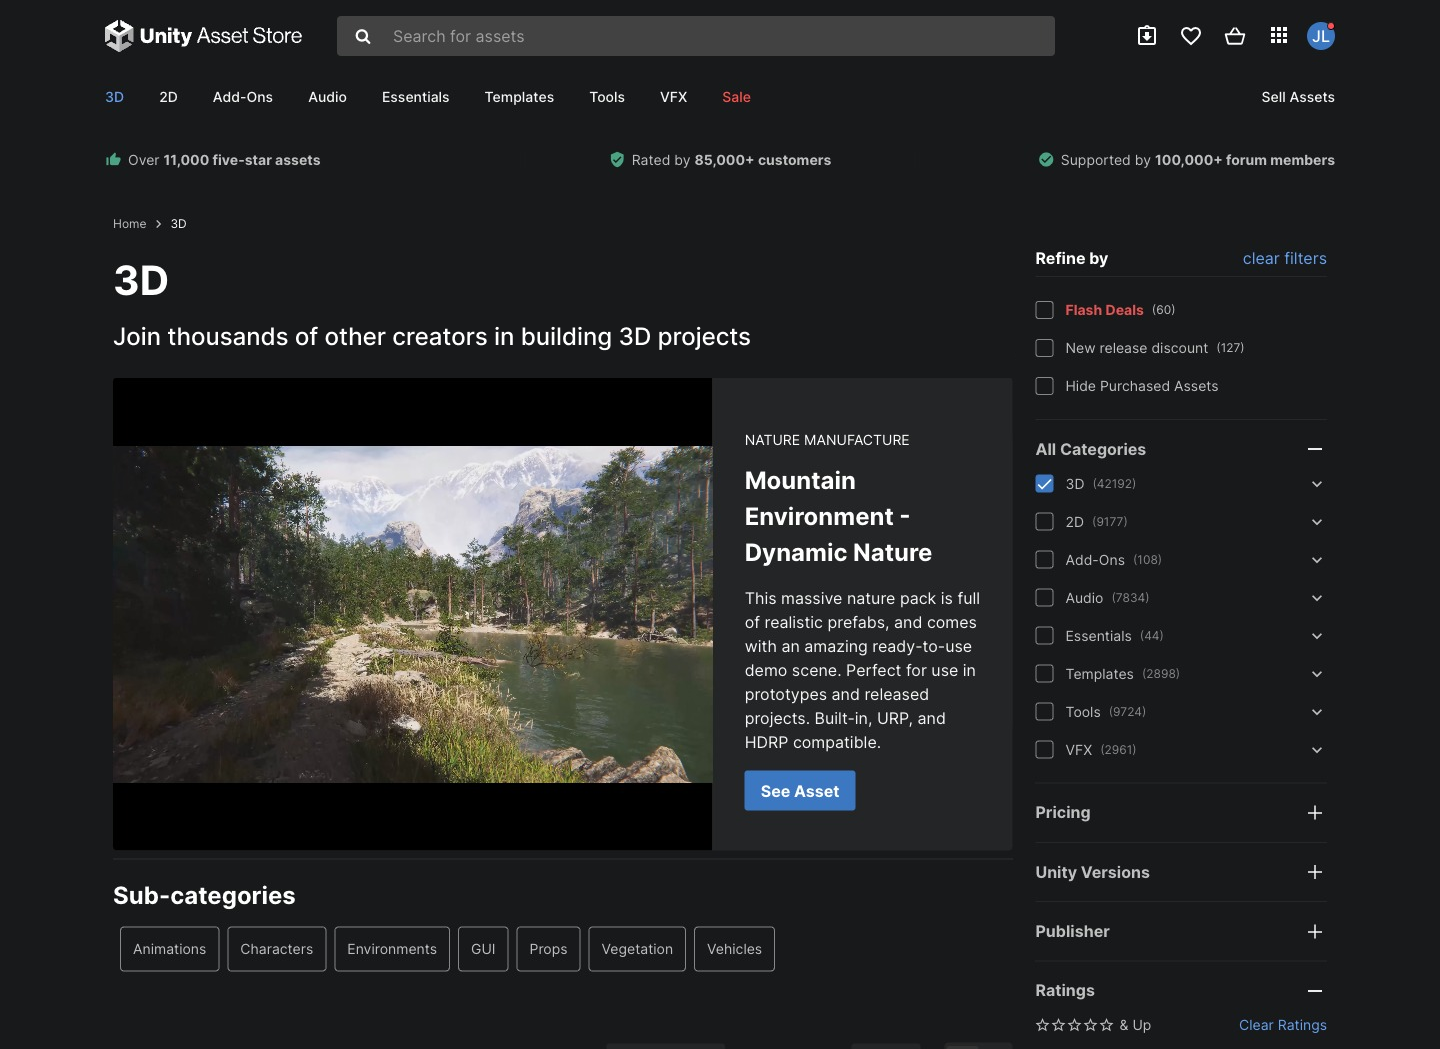 Unity Asset Store
Search for assets
JL
3D
2D
Add-Ons
Audio
Essentials
Templates
Tools
VFX
Sale
Sell Assets
Over 11,000 five-star assets
Rated by 85,000+ customers
Supported by 100,000+ forum members
Home
3D
3D
Join thousands of other creators in building 3D projects
NATURE MANUFACTURE
Mountain
Environment -
Dynamic Nature
This massive nature pack is full
of realistic prefabs, and comes
with an amazing ready-to-use
demo scene. Perfect for use in
prototypes and released
projects. Built-in, URP, and
HDRP compatible.
See Asset
Sub-categories
Animations
Characters
Environments
GUI
Props
Vegetation
Vehicles
Refine by
clear filters
Flash Deals (60)
New release discount (127)
Hide Purchased Assets
All Categories
3D (42192)
2D (9177)
Add-Ons (108)
Audio (7834)
Essentials (44)
Templates (2898)
Tools (9724)
VFX (2961)
Pricing
Unity Versions
Publisher
Ratings
& Up
Clear Ratings